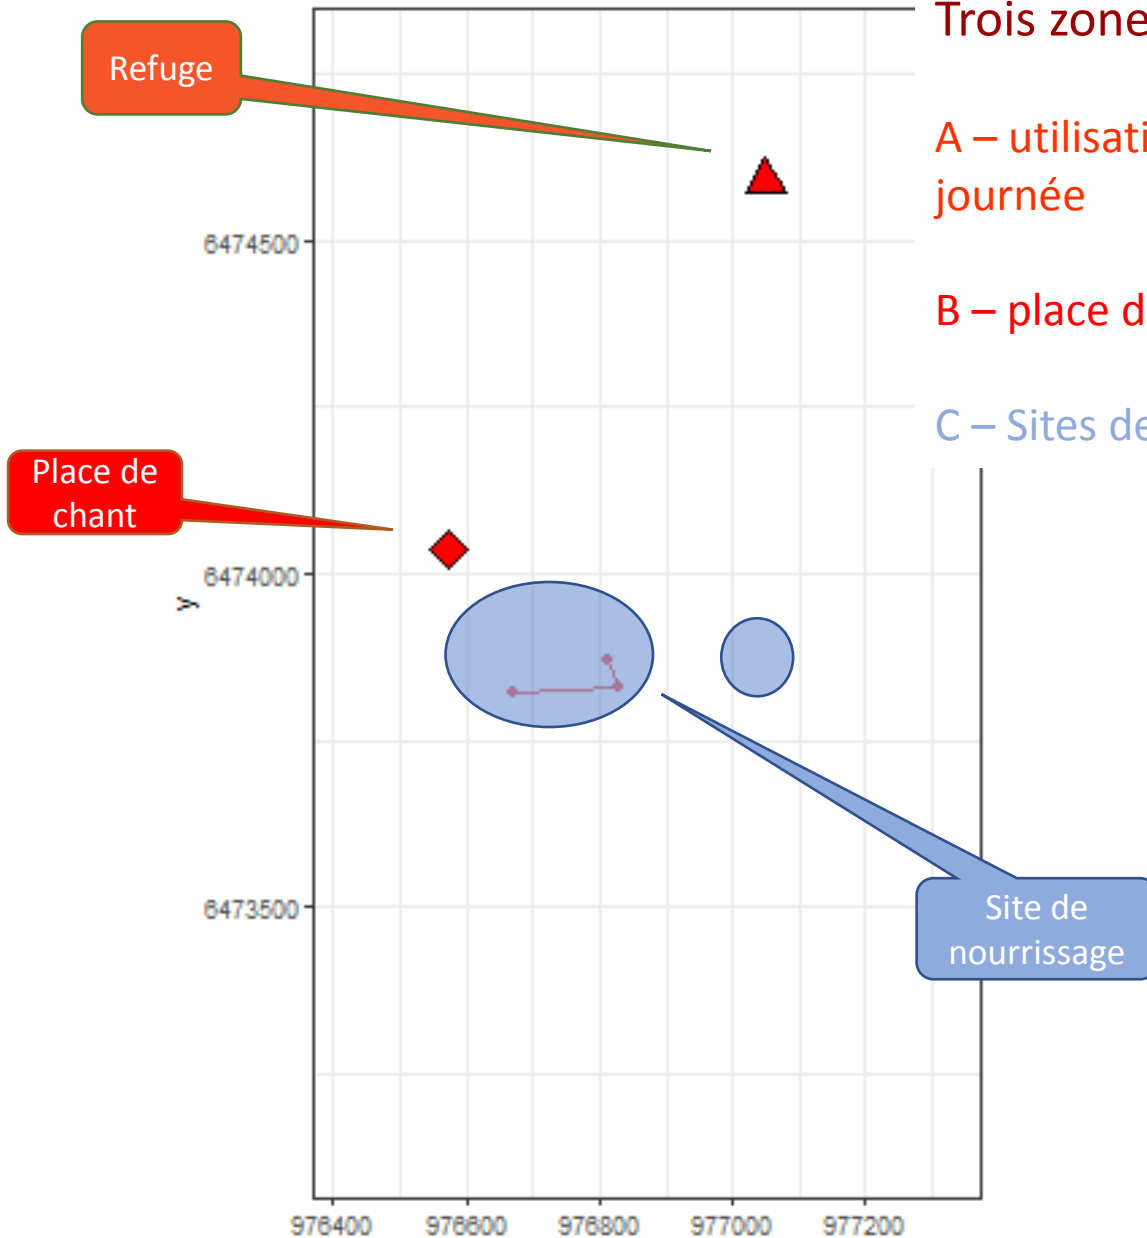 Trois zone
Refuge
A – utilisati
journée
6474500
B – place d
C – Sites de
Place de
chant
6474000
y
6473500
Site de
nourrissage
976400 976600 976800 977000 977200